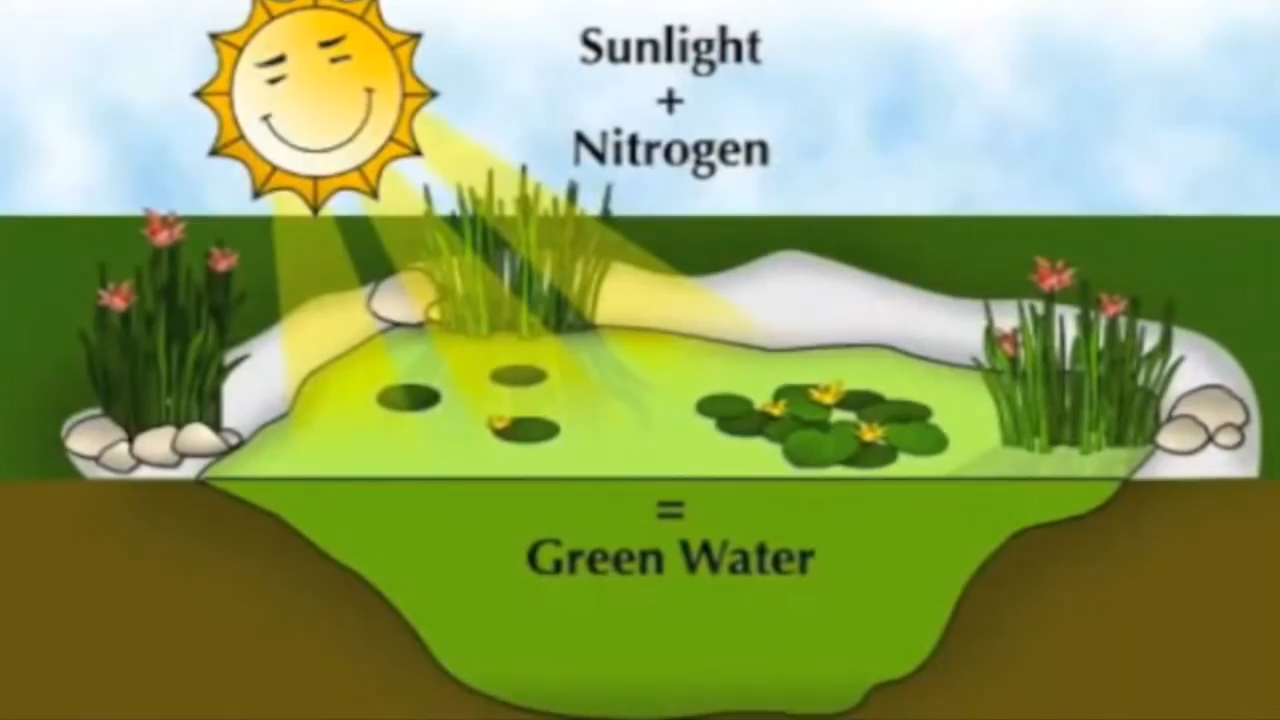 Sunlight
+
Nitrogen
=
Green Water